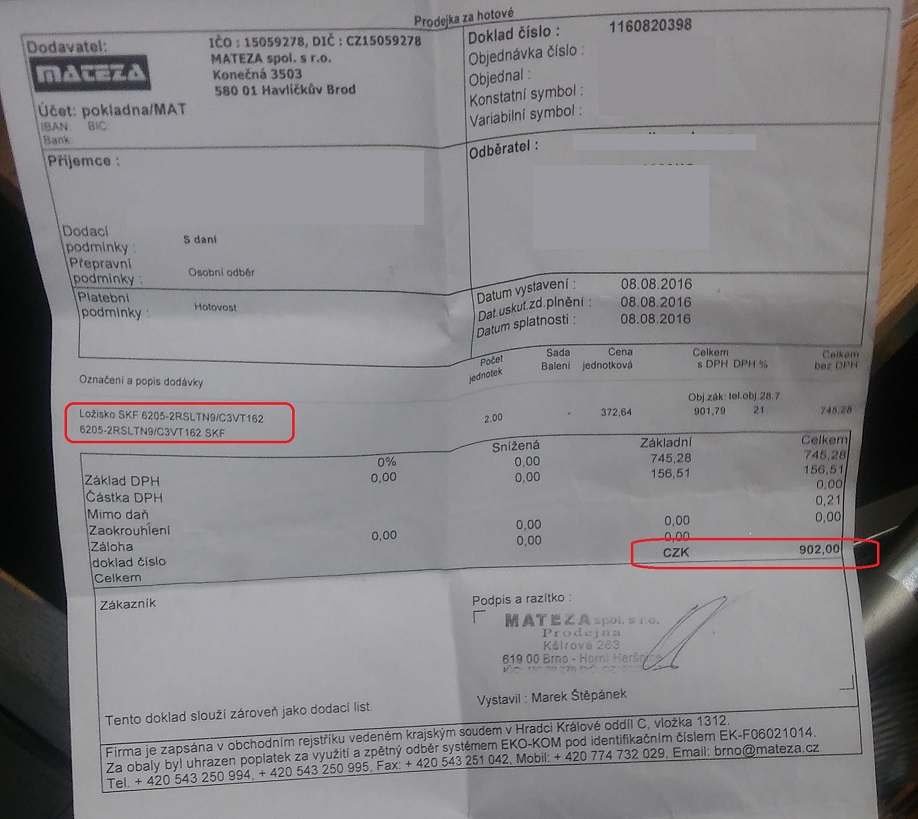 Prodejka za hotové
Dodavatel:
MATEZA
IČO : 15059278, DIČ : CZ15059278
MATEZA spol. s r.o.
Konečná 3503
580 01 Havlíčkův Brod
Účet: pokladna/MAT
IBAN: BIC:
Bank:
Doklad číslo : 1160820398
Objednávka číslo :
Objednal :
Konstatní symbol :
Variabilní symbol :
Příjemce :
Odběratel :
Dodací
podmínky : S daní
Přepravní
podmínky : Osobní odběr
Platební
podmínky : Hotovost
Datum vystavení : 08.08.2016
Dat.uskut.zd.plnění : 08.08.2016
Datum splatnosti : 08.08.2016
Označení a popis dodávky
Počet
jednotek
Sada
Balení
Cena
jednotková
Celkem
s DPH DPH %
Celkem
bez DPH
Obj.zák: tel.obj.28.7.
Ložisko SKF 6205-2RSLTN9/C3VT162 2,00 - 372,64 901,79 21 745,28
6205-2RSLTN9/C3VT162 SKF
0% Snížená Základní Celkem
Základ DPH 0,00 0,00 745,28 745,28
Částka DPH 0,00 156,51 156,51
Mimo daň 0,00
Zaokrouhlení 0,21
Záloha 0,00 0,00 0,00 0,00
doklad číslo 0,00 0,00
Celkem CZK 902,00
Zákazník
Podpis a razítko :
MATEZA spol. s r.o.
Prodejna
Kšírova 263
619 00 Brno - Horní Heršpice
Vystavil : Marek Štěpánek
Tento doklad slouží zároveň jako dodací list.
Firma je zapsána v obchodním rejstříku vedeném krajským soudem v Hradci Králové oddíl C, vložka 1312.
Za obaly byl uhrazen poplatek za využití a zpětný odběr systémem EKO-KOM pod identifikačním číslem EK-F06021014.
Tel. + 420 543 250 994, + 420 543 250 995, Fax: + 420 543 251 042, Mobil: + 420 774 732 029, Email: brno@mateza.cz